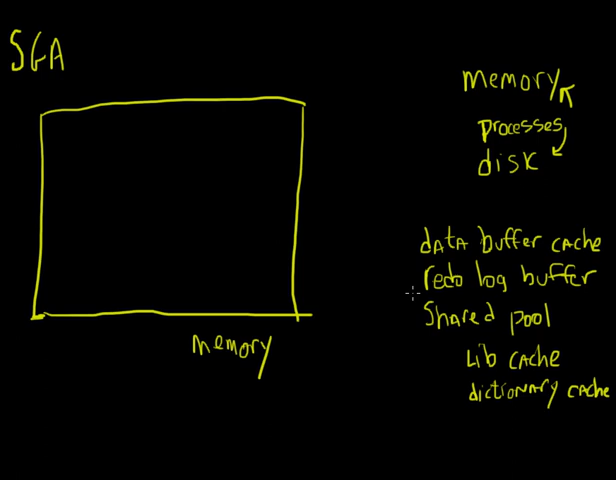 SGA
memory
processes
disk
data buffer cache
redo log buffer
Shared pool
Lib cache
dictionary cache
memory